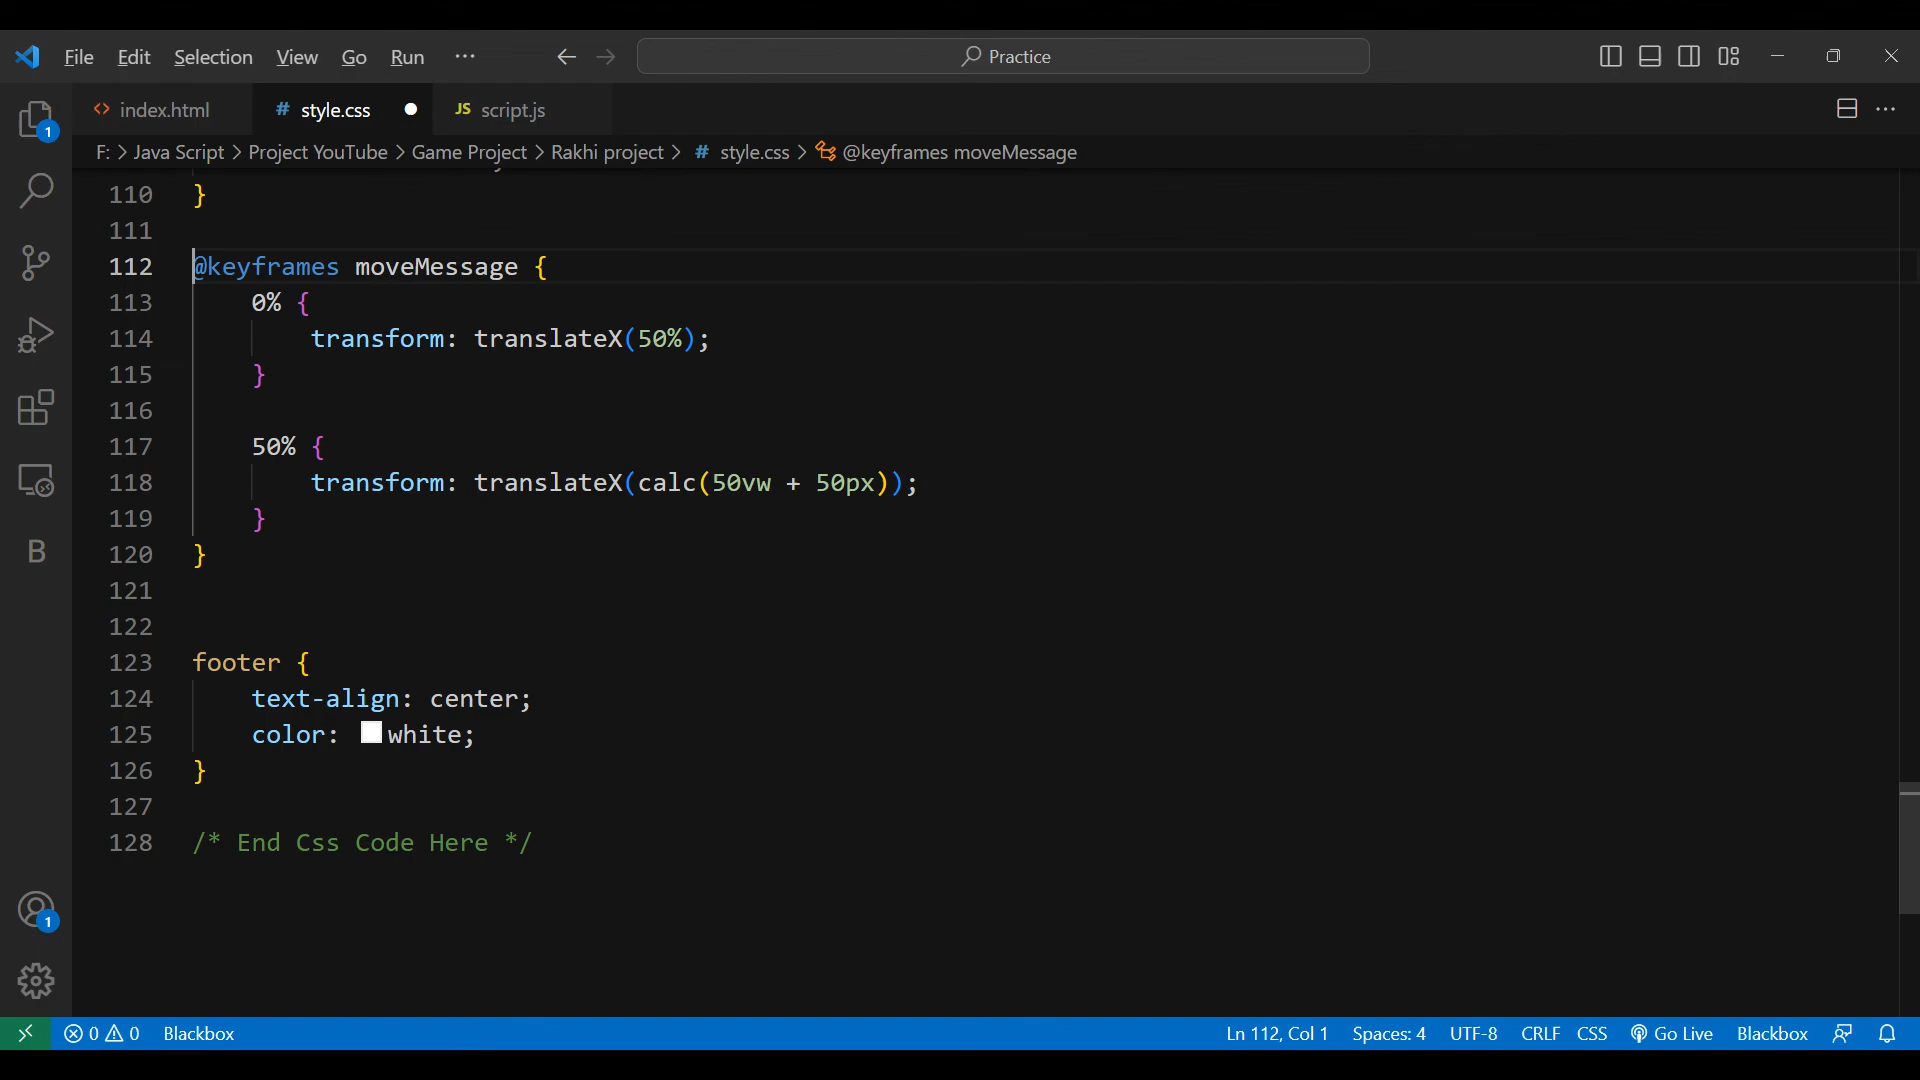 File Edit Selection View Go Run ··· Practice
index.html # style.css JS script.js
F: > Java Script > Project YouTube > Game Project > Rakhi project > # style.css > @keyframes moveMessage
110 }
111
112 @keyframes moveMessage {
113 0% {
114 transform: translateX(50%);
115 }
116
117 50% {
118 transform: translateX(calc(50vw + 50px));
119 }
120 }
121
122
123 footer {
124 text-align: center;
125 color: white;
126 }
127
128 /* End Css Code Here */
1
B
1
0 0 Blackbox Ln 112, Col 1 Spaces: 4 UTF-8 CRLF CSS Go Live Blackbox